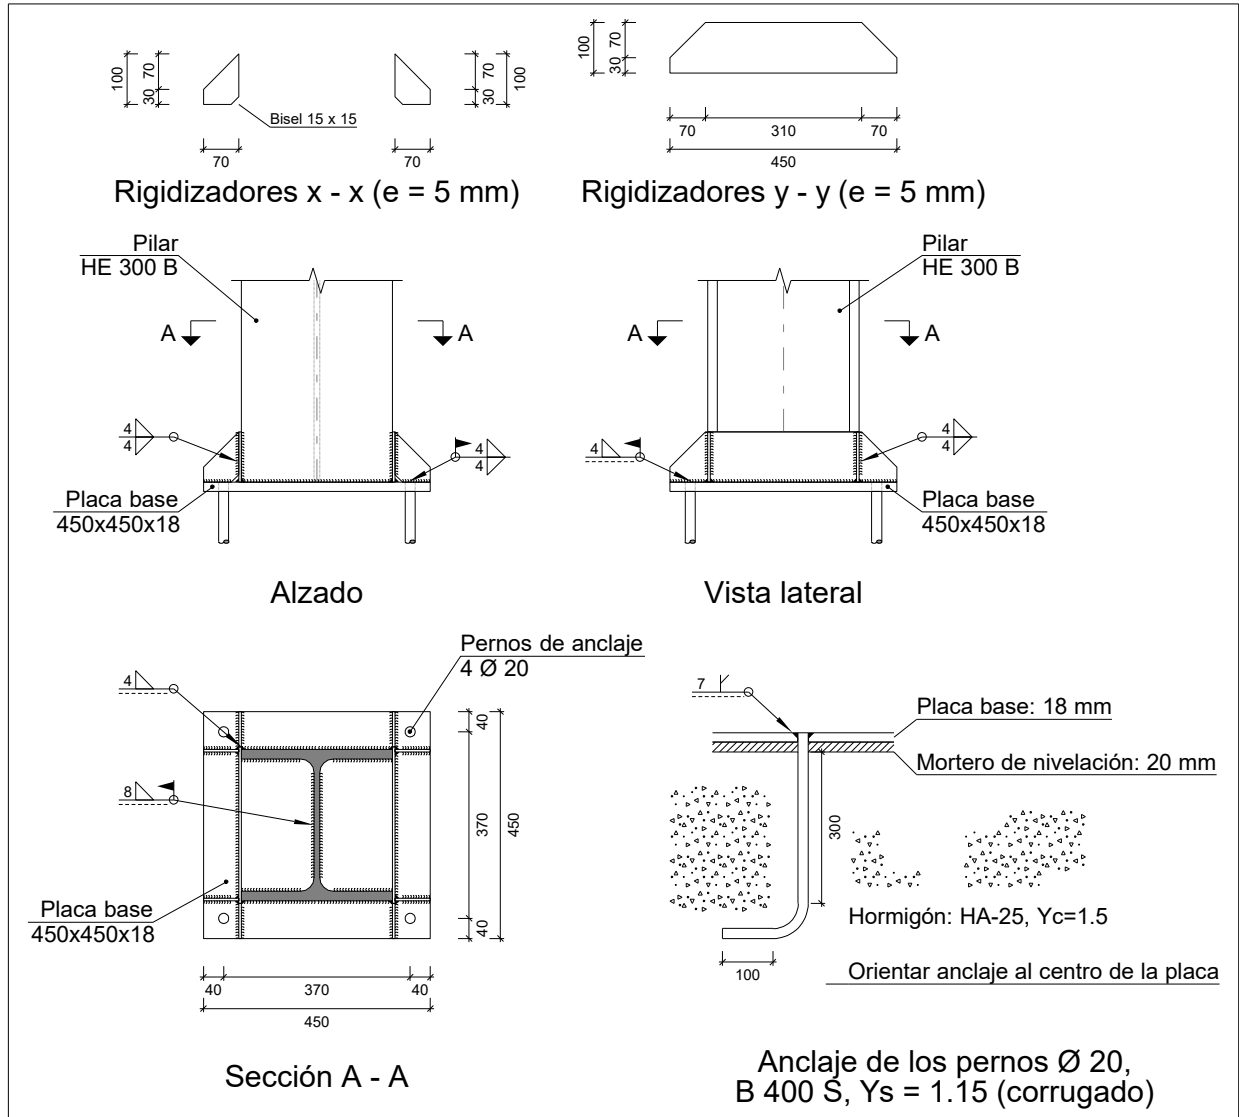 100
70
30
70
30
100
Bisel 15 x 15
70
70
Rigidizadores x - x (e = 5 mm)
100
70
30
70
310
70
450
Rigidizadores y - y (e = 5 mm)
Pilar
HE 300 B
A
A
4
4
4
4
Placa base
450x450x18
Alzado
Pilar
HE 300 B
A
A
4
4
4
Placa base
450x450x18
Vista lateral
Pernos de anclaje
4 Ø 20
4
8
Placa base
450x450x18
40
370
40
450
40
370
40
450
Sección A - A
7
Placa base: 18 mm
Mortero de nivelación: 20 mm
300
Hormigón: HA-25, Yc=1.5
100
Orientar anclaje al centro de la placa
Anclaje de los pernos Ø 20,
B 400 S, Ys = 1.15 (corrugado)